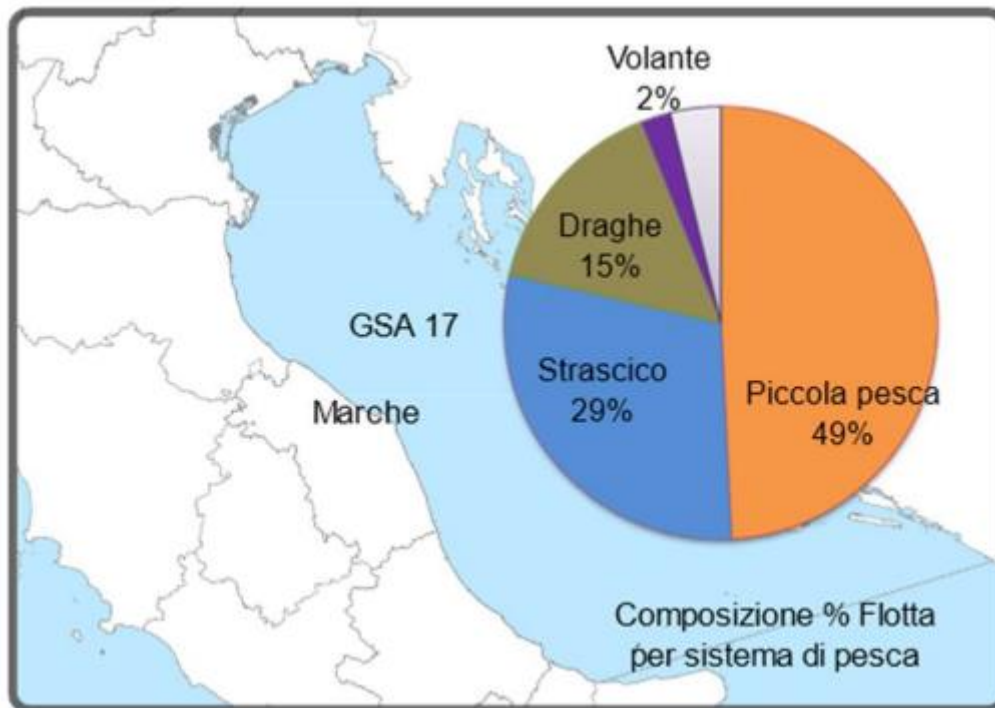 Volante
2%
Draghe
15%
GSA 17
Strascico
29%
Piccola pesca
49%
Marche
Composizione % Flotta
per sistema di pesca